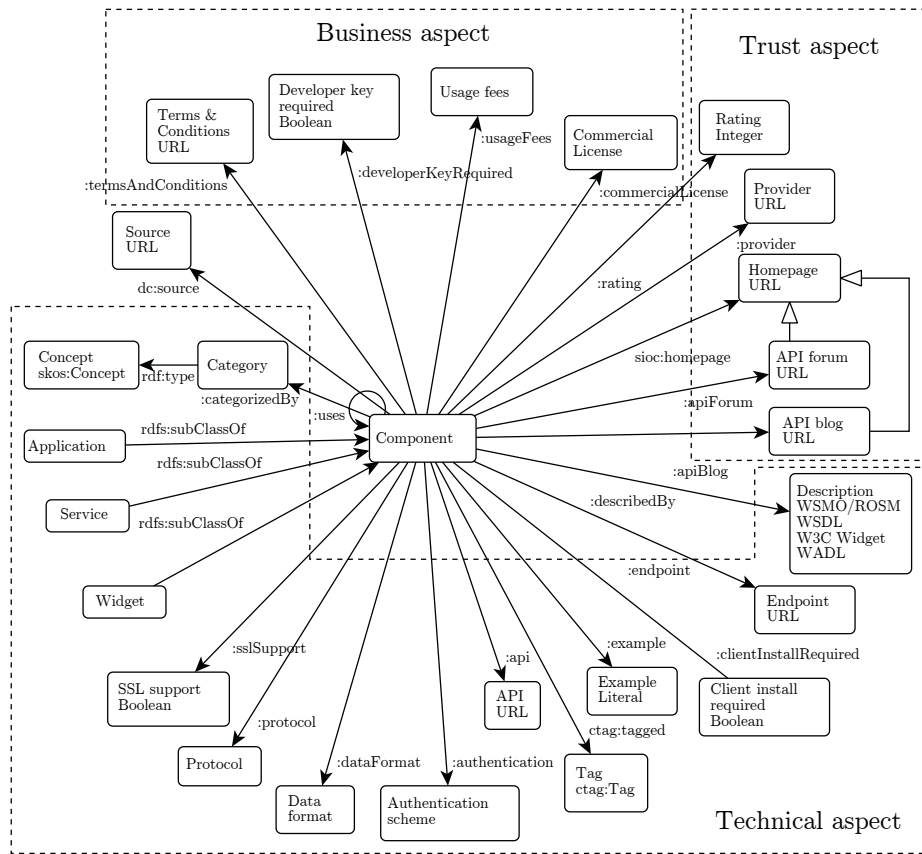 Business aspect
Trust aspect
Developer key
required
Boolean
Usage fees
Terms &
Conditions
URL
Commercial
License
Rating
Integer
:usageFees
:termsAndConditions
:developerKeyRequired
:commercialLicense
Provider
URL
Source
URL
:provider
dc:source
:rating
Homepage
URL
Concept
skos:Concept
rdf:type
Category
:categorizedBy
:uses
sioc:homepage
API forum
URL
:apiForum
Application
rdfs:subClassOf
Component
API blog
URL
rdfs:subClassOf
:apiBlog
Service
rdfs:subClassOf
:describedBy
Description
WSMO/ROSM
WSDL
W3C Widget
WADL
:endpoint
Widget
Endpoint
URL
:sslSupport
:api
:example
:clientInstallRequired
SSL support
Boolean
API
URL
Example
Literal
Client install
required
Boolean
:protocol
ctag:tagged
Protocol
:dataFormat
:authentication
Tag
ctag:Tag
Data
format
Authentication
scheme
Technical aspect